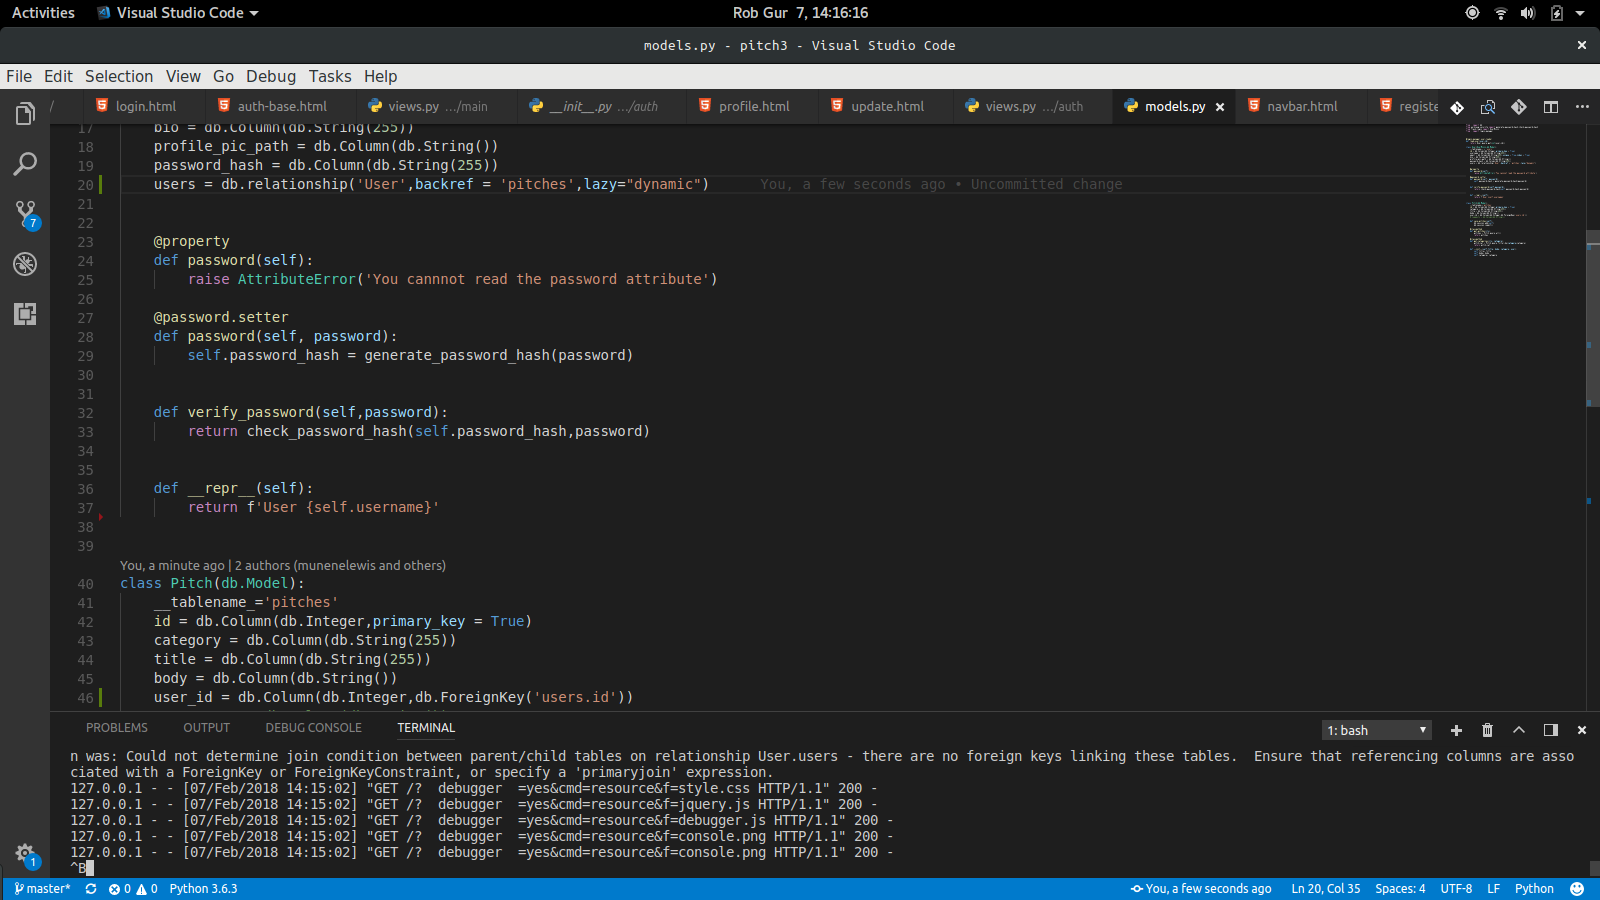 Activities Visual Studio Code Rob Gur 7, 14:16:16
models.py - pitch3 - Visual Studio Code
File Edit Selection View Go Debug Tasks Help
login.html auth-base.html views.py .../main __init__.py .../auth profile.html update.html views.py .../auth models.py navbar.html registe
17 bio = db.Column(db.String(255))
18 profile_pic_path = db.Column(db.String())
19 password_hash = db.Column(db.String(255))
20 users = db.relationship('User',backref = 'pitches',lazy="dynamic") You, a few seconds ago • Uncommitted change
21
22
23 @property
24 def password(self):
25 raise AttributeError('You cannnot read the password attribute')
26
27 @password.setter
28 def password(self, password):
29 self.password_hash = generate_password_hash(password)
30
31
32 def verify_password(self,password):
33 return check_password_hash(self.password_hash,password)
34
35
36 def __repr__(self):
37 return f'User {self.username}'
38
39
You, a minute ago | 2 authors (munenelewis and others)
40 class Pitch(db.Model):
41 __tablename_='pitches'
42 id = db.Column(db.Integer,primary_key = True)
43 category = db.Column(db.String(255))
44 title = db.Column(db.String(255))
45 body = db.Column(db.String())
46 user_id = db.Column(db.Integer,db.ForeignKey('users.id'))
7
1
PROBLEMS OUTPUT DEBUG CONSOLE TERMINAL 1: bash
n was: Could not determine join condition between parent/child tables on relationship User.users - there are no foreign keys linking these tables.  Ensure that referencing columns are asso
ciated with a ForeignKey or ForeignKeyConstraint, or specify a 'primaryjoin' expression.
127.0.0.1 - - [07/Feb/2018 14:15:02] "GET /?  debugger  =yes&cmd=resource&f=style.css HTTP/1.1" 200 -
127.0.0.1 - - [07/Feb/2018 14:15:02] "GET /?  debugger  =yes&cmd=resource&f=jquery.js HTTP/1.1" 200 -
127.0.0.1 - - [07/Feb/2018 14:15:02] "GET /?  debugger  =yes&cmd=resource&f=debugger.js HTTP/1.1" 200 -
127.0.0.1 - - [07/Feb/2018 14:15:02] "GET /?  debugger  =yes&cmd=resource&f=console.png HTTP/1.1" 200 -
127.0.0.1 - - [07/Feb/2018 14:15:02] "GET /?  debugger  =yes&cmd=resource&f=console.png HTTP/1.1" 200 -
^B
master* 0 0 Python 3.6.3 You, a few seconds ago Ln 20, Col 35 Spaces: 4 UTF-8 LF Python